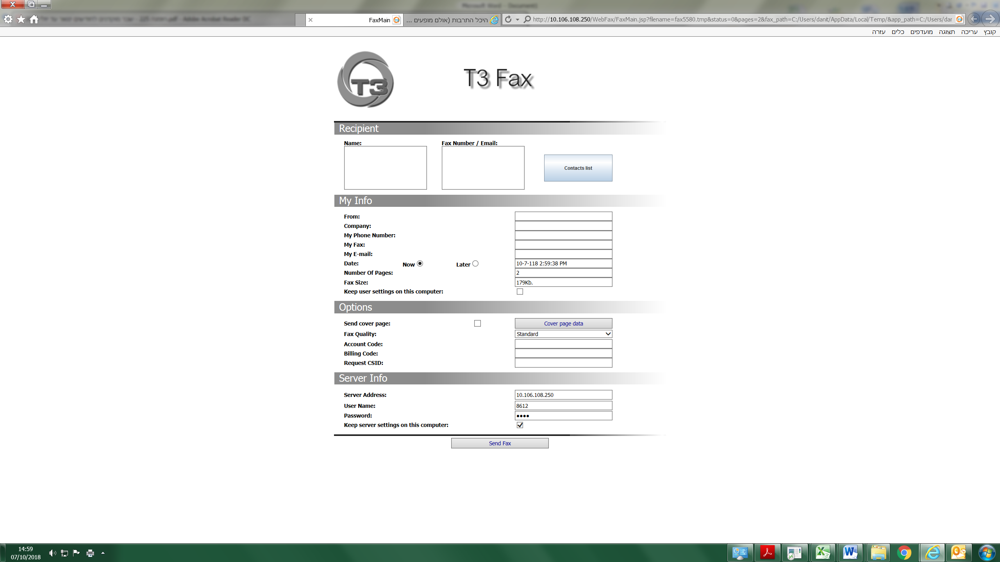 Microsoft Word - Document1
FaxMain
היכל התרבות (אולם מופעים ...
http://10.106.108.250/WebFax/FaxMain.jsp?filename=fax5580.tmp&status=0&pages=2&fax_path=C:/Users/danit/AppData/Local/Temp/&app_path=C:/Users/dar
קובץ עריכה תצוגה מועדפים כלים עזרה
T3
T3 Fax
Recipient
Name:
Fax Number / Email:
Contacts list
My Info
From:
Company:
My Phone Number:
My Fax:
My E-mail:
Date: Now Later 10-7-118 2:59:38 PM
Number Of Pages: 2
Fax Size: 179Kb.
Keep user settings on this computer:
Options
Send cover page: Cover page data
Fax Quality: Standard
Account Code:
Billing Code:
Request CSID:
Server Info
Server Address: 10.106.108.250
User Name: 8612
Password: ●●●●
Keep server settings on this computer:
Send Fax
14:59
07/10/2018